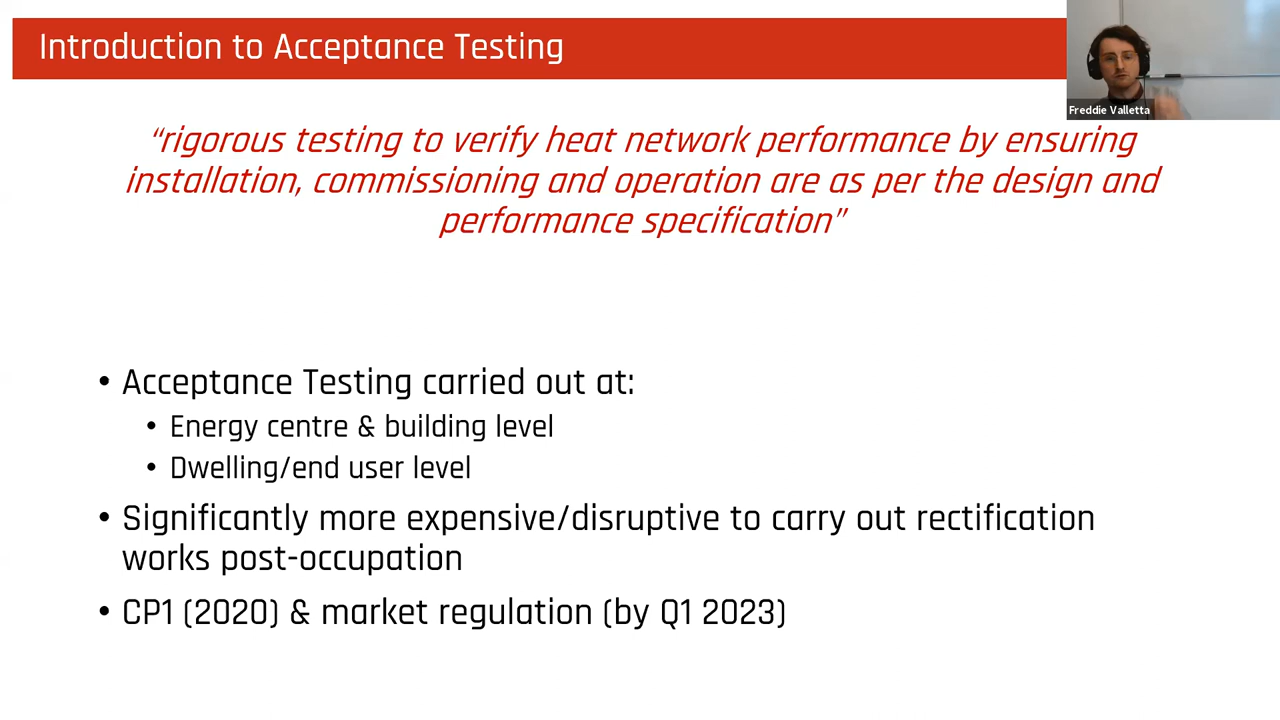 Introduction to Acceptance Testing
Freddie Valletta
“rigorous testing to verify heat network performance by ensuring
installation, commissioning and operation are as per the design and
performance specification”
• Acceptance Testing carried out at:
• Energy centre & building level
• Dwelling/end user level
• Significantly more expensive/disruptive to carry out rectification
works post-occupation
• CP1 (2020) & market regulation (by Q1 2023)